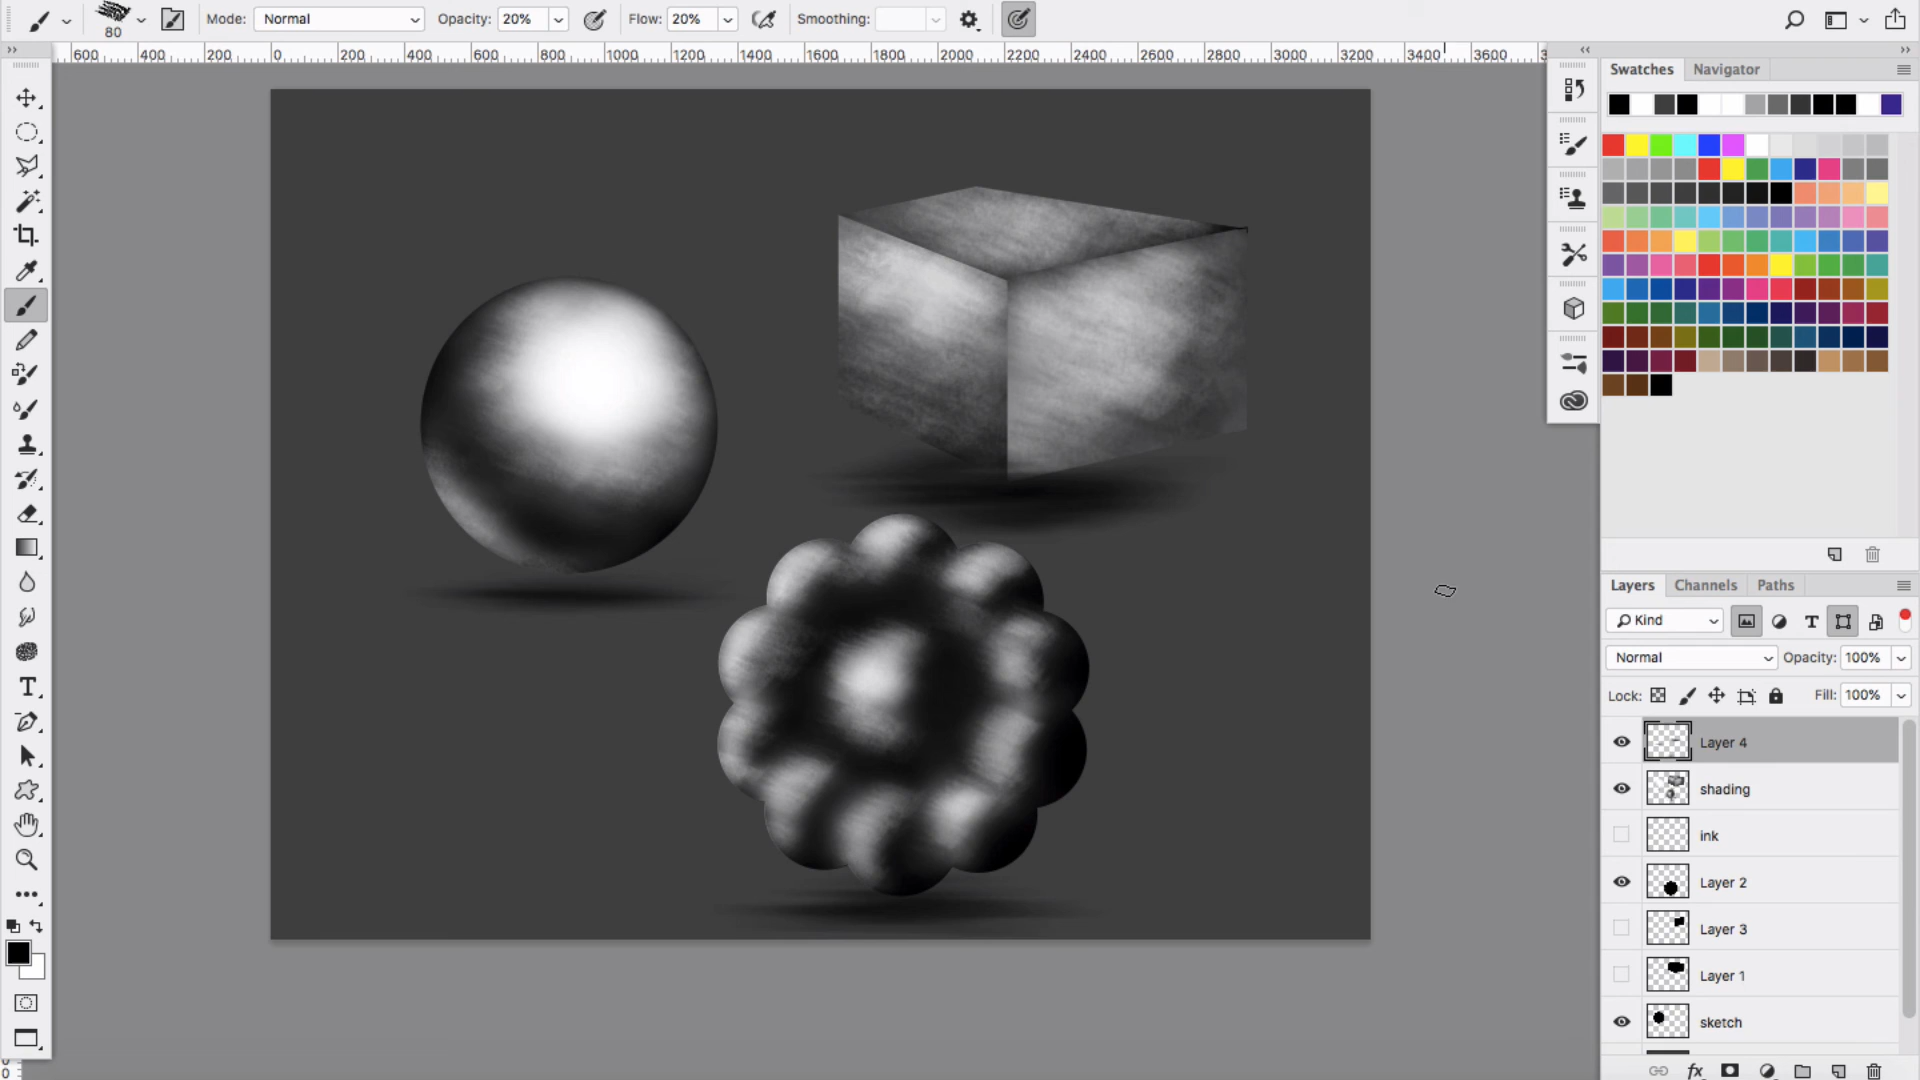 80 Mode: Normal Opacity: 20% Flow: 20% Smoothing:
600 400 200 0 200 400 600 800 1000 1200 1400 1600 1800 2000 2200 2400 2600 2800 3000 3200 3400 3600
Swatches Navigator
Layers Channels Paths
Kind
Normal Opacity: 100%
Lock: Fill: 100%
Layer 4
shading
ink
Layer 2
Layer 3
Layer 1
sketch
fx
0